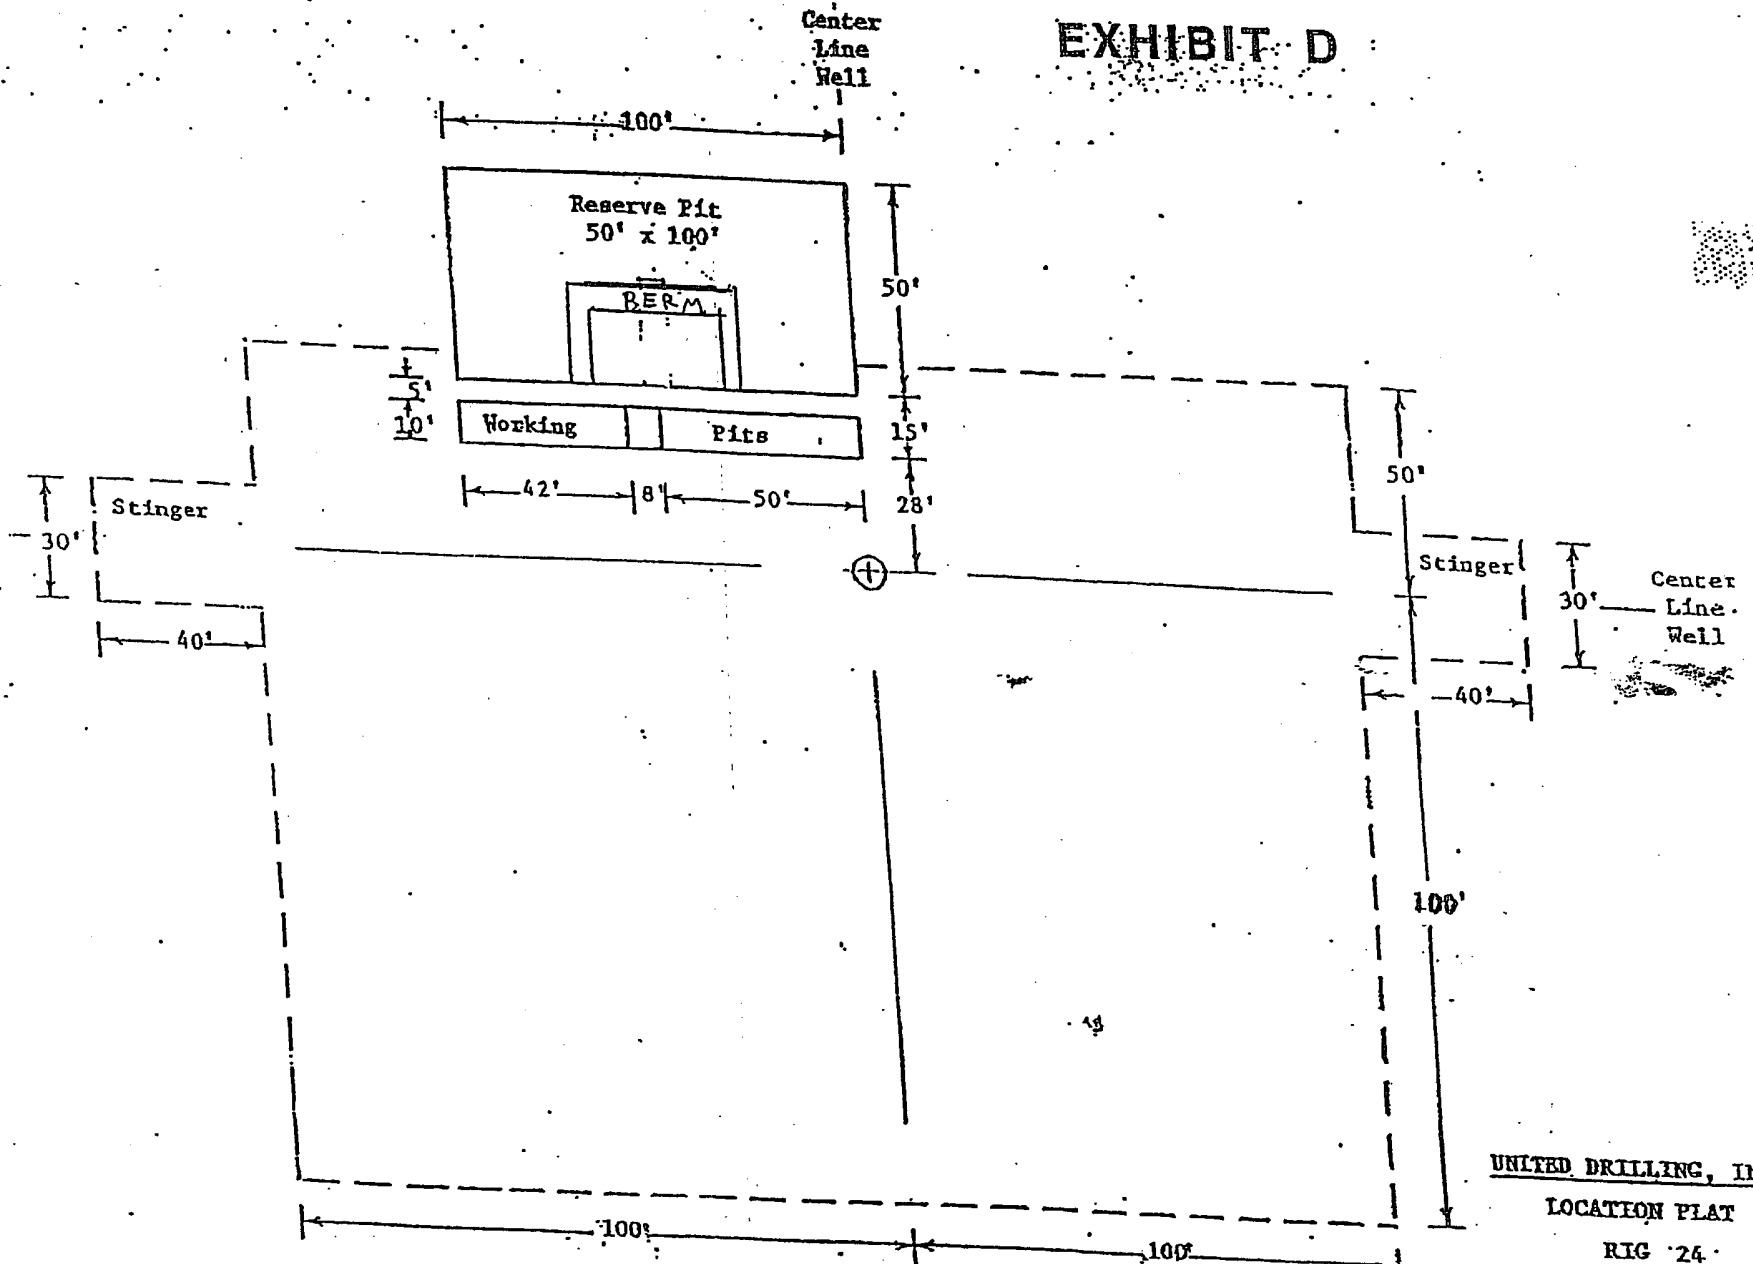 EXHIBIT D
Center
Line
Well
100'
Reserve Pit
50' x 100'
BERM
50'
5'
10'
Working
Pits
15'
42'
8'
50'
28'
50'
Stinger
30'
40'
Stinger
30'
Center
Line
Well
40'
100'
100'
100'
UNITED DRILLING,
LOCATION PLAT
RIG 24